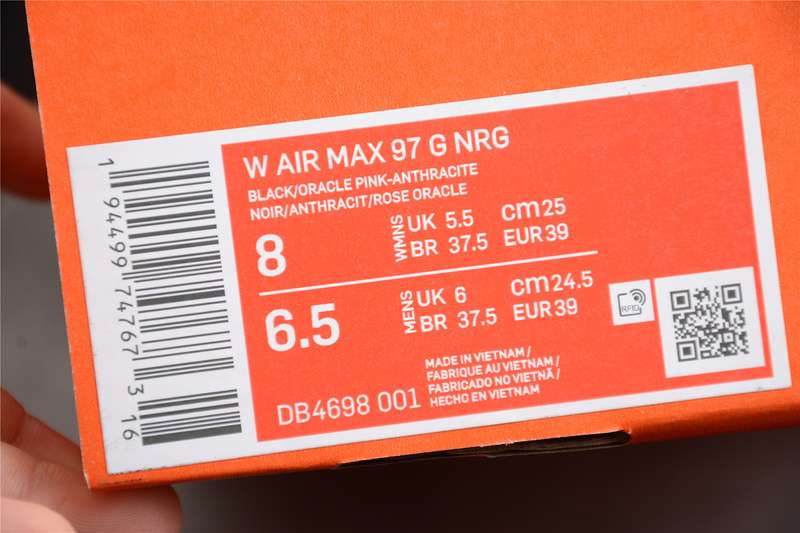 W AIR MAX 97 G NRG
BLACK/ORACLE PINK-ANTHRACITE
NOIR/ANTHRACIT/ROSE ORACLE
8
WMNS
UK 5.5 cm 25
BR 37.5 EUR 39
6.5
MENS
UK 6 cm 24.5
BR 37.5 EUR 39
RFID
DB4698 001
MADE IN VIETNAM /
FABRIQUE AU VIETNAM /
FABRICADO NO VIETNÃ /
HECHO EN VIETNAM
1 94499 74767 3 16